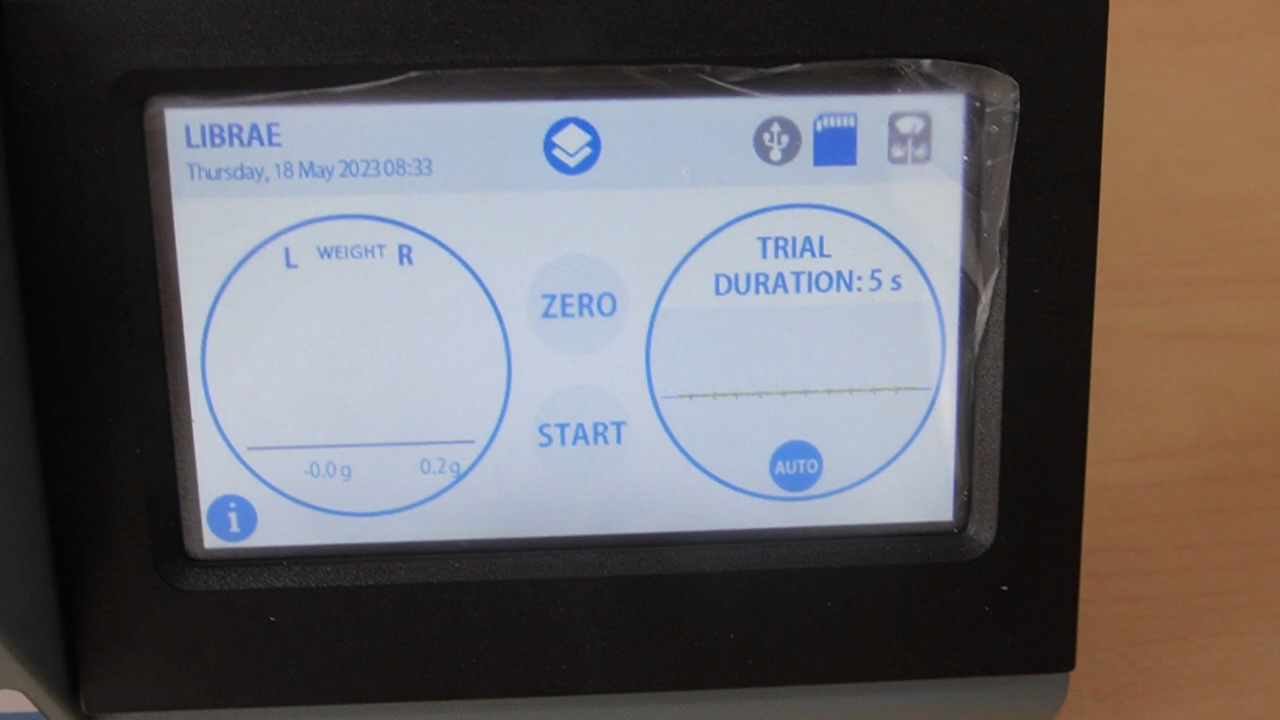 LIBRAE
Thursday, 18 May 2023 08:33
L WEIGHT R
-0.0 g 0.2 g
i
ZERO
START
TRIAL
DURATION: 5 s
AUTO